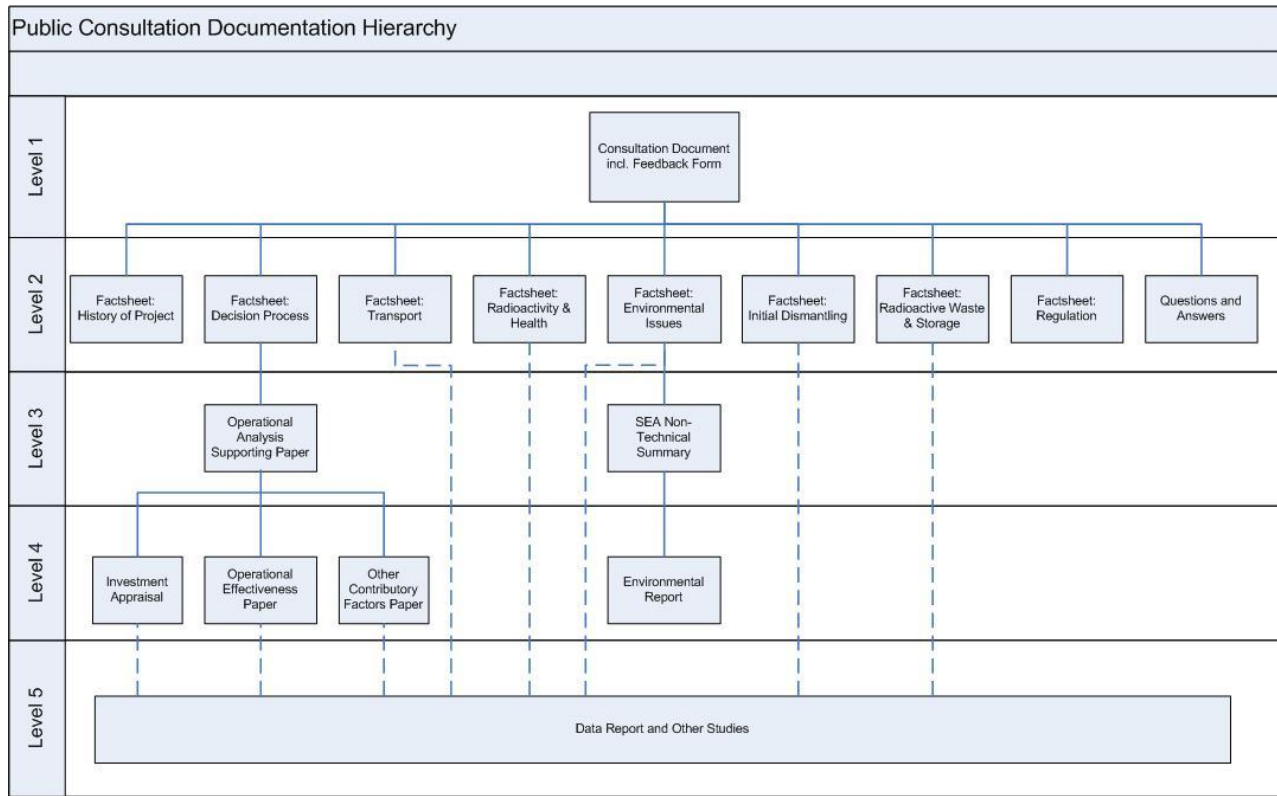 Public Consultation Documentation Hierarchy
Level 1
Consultation Document
incl. Feedback Form
Level 2
Factsheet:
History of Project
Factsheet:
Decision Process
Factsheet:
Transport
Factsheet:
Radioactivity &
Health
Factsheet:
Environmental
Issues
Factsheet:
Initial Dismantling
Factsheet:
Radioactive Waste
& Storage
Factsheet:
Regulation
Questions and
Answers
Level 3
Operational
Analysis
Supporting Paper
SEA Non-
Technical
Summary
Level 4
Investment
Appraisal
Operational
Effectiveness
Paper
Other
Contributory
Factors Paper
Environmental
Report
Level 5
Data Report and Other Studies